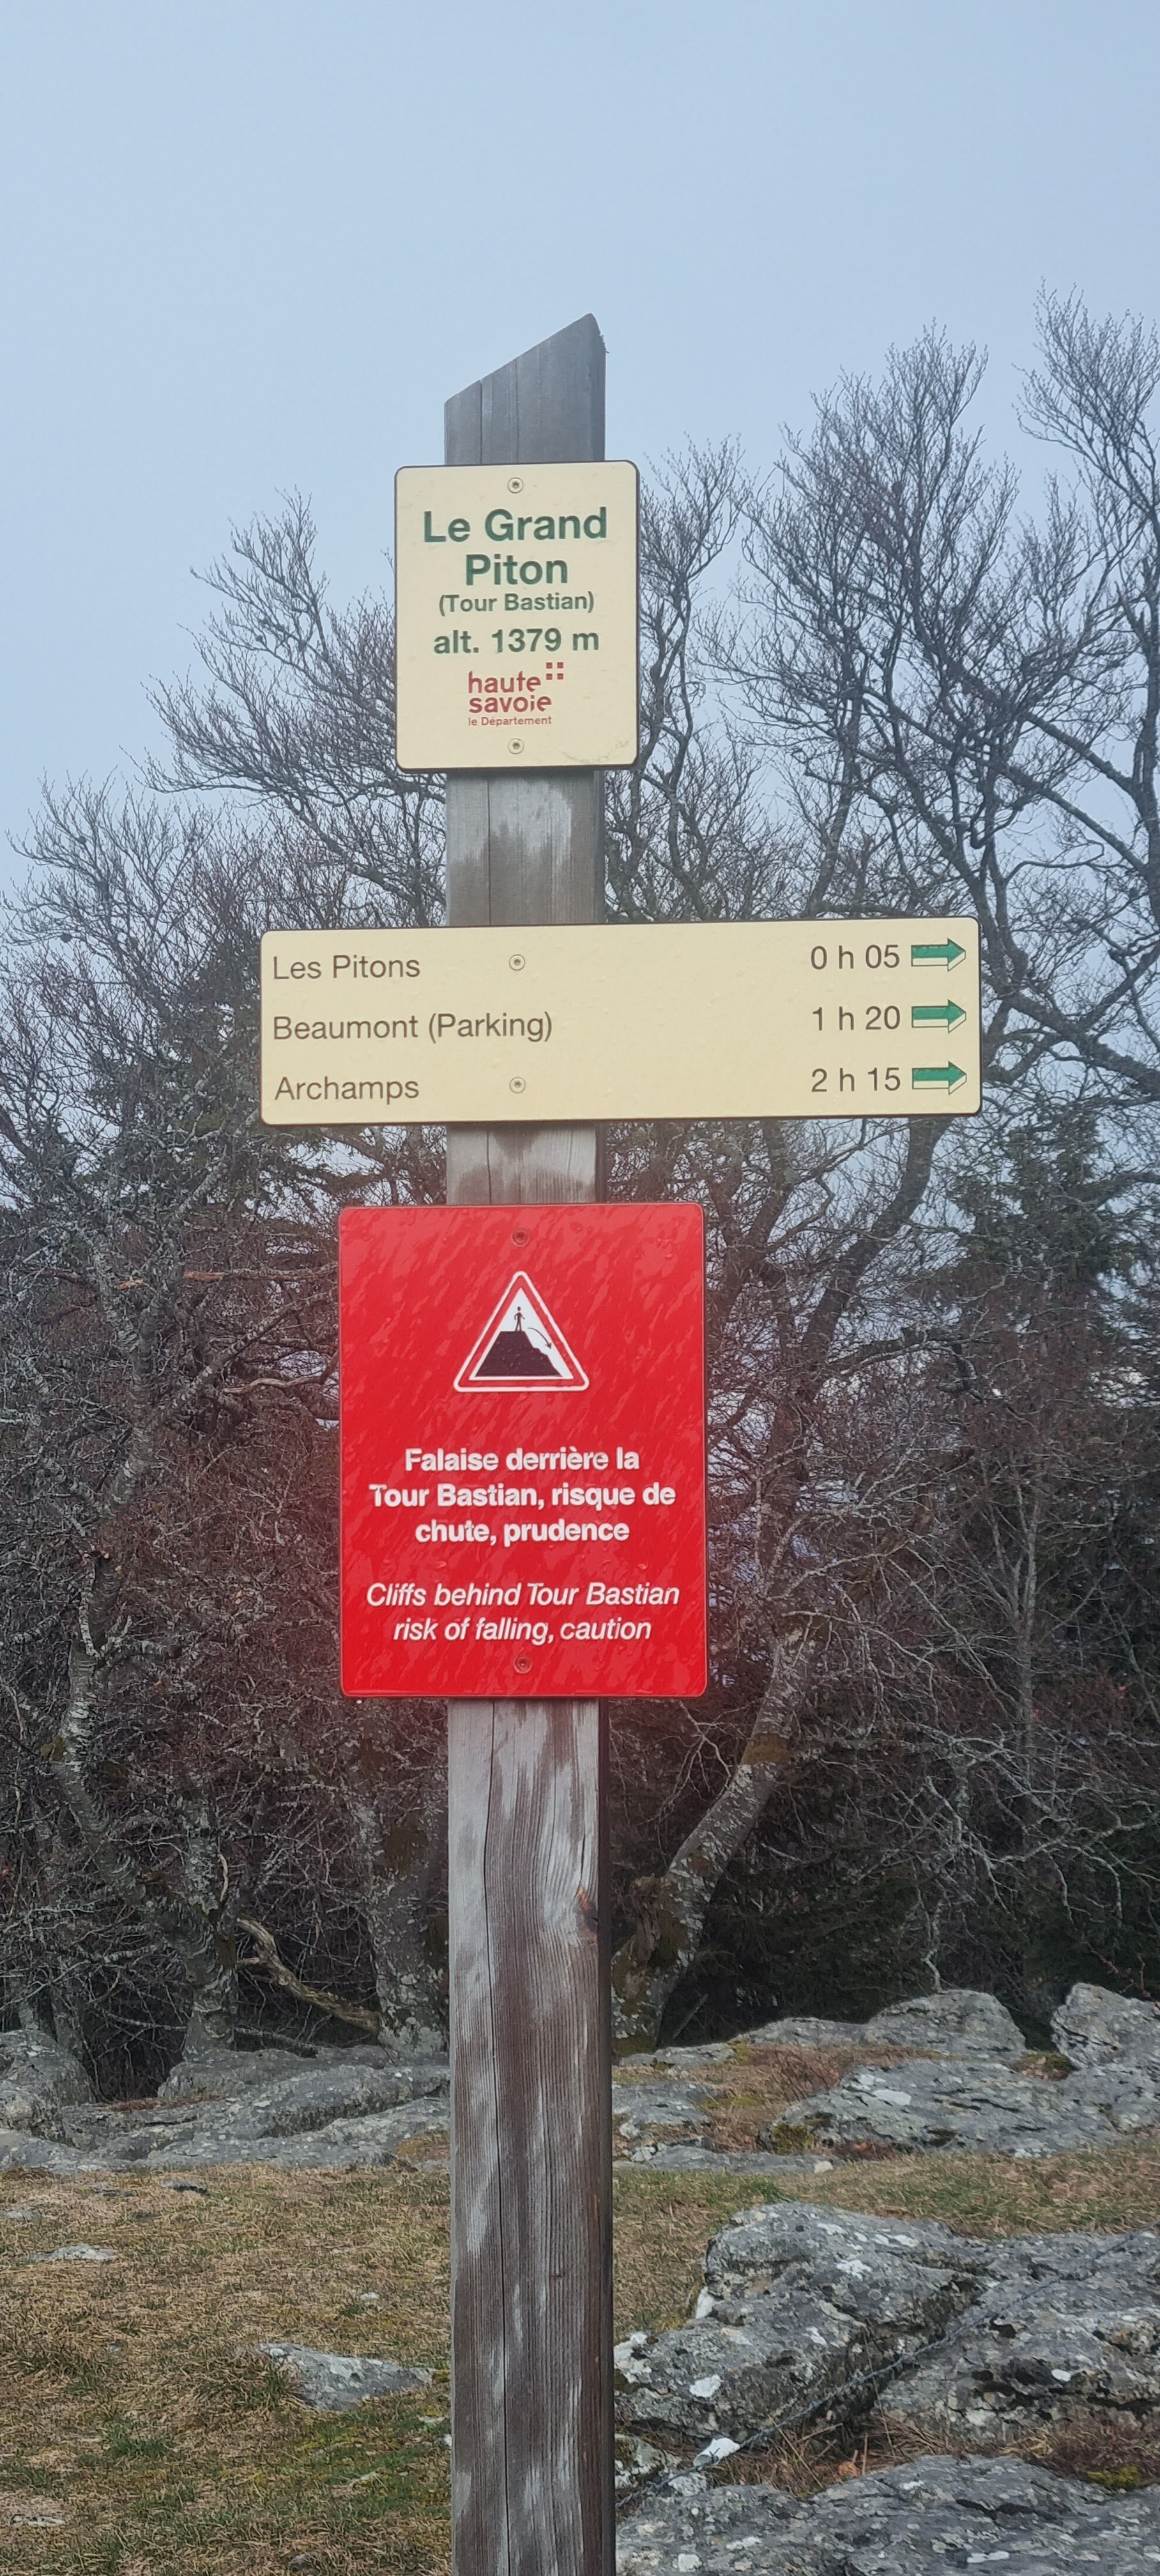 Le Grand
Piton
(Tour Bastian)
alt. 1379 m
haute
savoie
le Département
Les Pitons 0 h 05
Beaumont (Parking) 1 h 20
Archamps 2 h 15
Falaise derrière la
Tour Bastian, risque de
chute, prudence
Cliffs behind Tour Bastian
risk of falling, caution